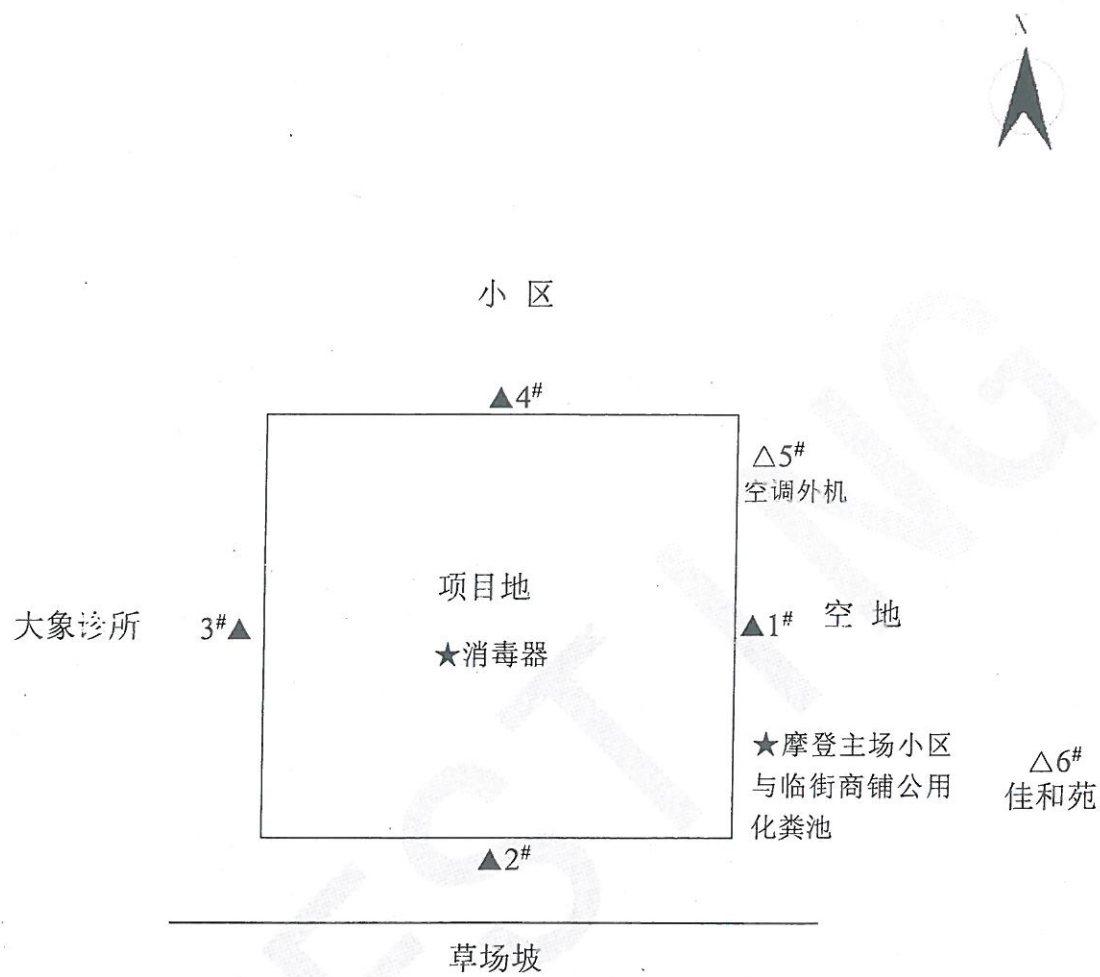 N
小 区
▲4#
△5#
空调外机
项目地
大象诊所
3#▲
▲1#
空 地
★消毒器
★摩登主场小区
与临街商铺公用
化粪池
△6#
佳和苑
▲2#
草场坡
ESTING